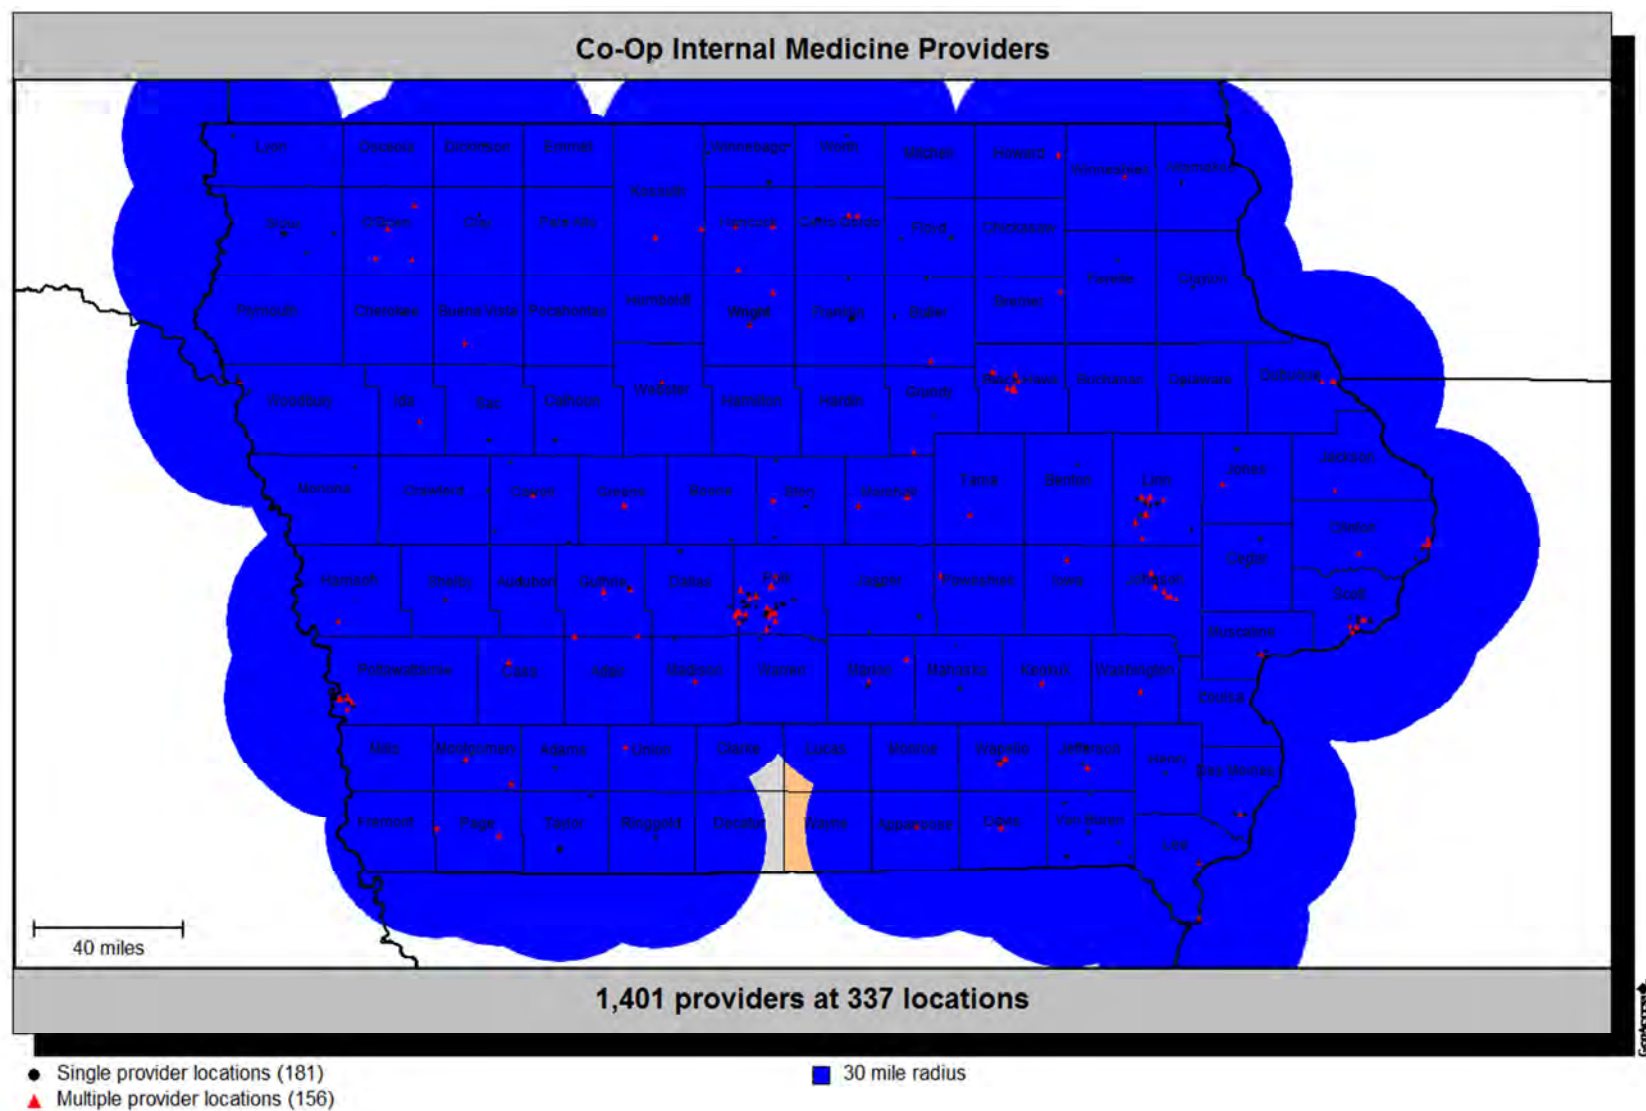 Co-Op Internal Medicine Providers
Lyon Osceola Dickinson Emmet Winnebago Worth Mitchell Howard Winneshiek Allamakee
Kossuth
Sioux O'Brien Clay Palo Alto Hancock Cerro Gordo Floyd Chickasaw
Fayette Clayton
Plymouth Cherokee Buena Vista Pocahontas Humboldt Wright Franklin Butler Bremer
Woodbury Ida Sac Calhoun Webster Hamilton Hardin Grundy Black Hawk Buchanan Delaware Dubuque
Monona Crawford Carroll Greene Boone Story Marshall Tama Benton Linn Jones Jackson
Clinton
Harrison Shelby Audubon Guthrie Dallas Polk Jasper Poweshiek Iowa Johnson Cedar
Scott
Muscatine
Pottawattamie Cass Adair Madison Warren Marion Mahaska Keokuk Washington
Louisa
Mills Montgomery Adams Union Clarke Lucas Monroe Wapello Jefferson Henry Des Moines
Fremont Page Taylor Ringgold Decatur Wayne Appanoose Davis Van Buren
Lee
40 miles
1,401 providers at 337 locations
Single provider locations (181)
30 mile radius
Multiple provider locations (156)